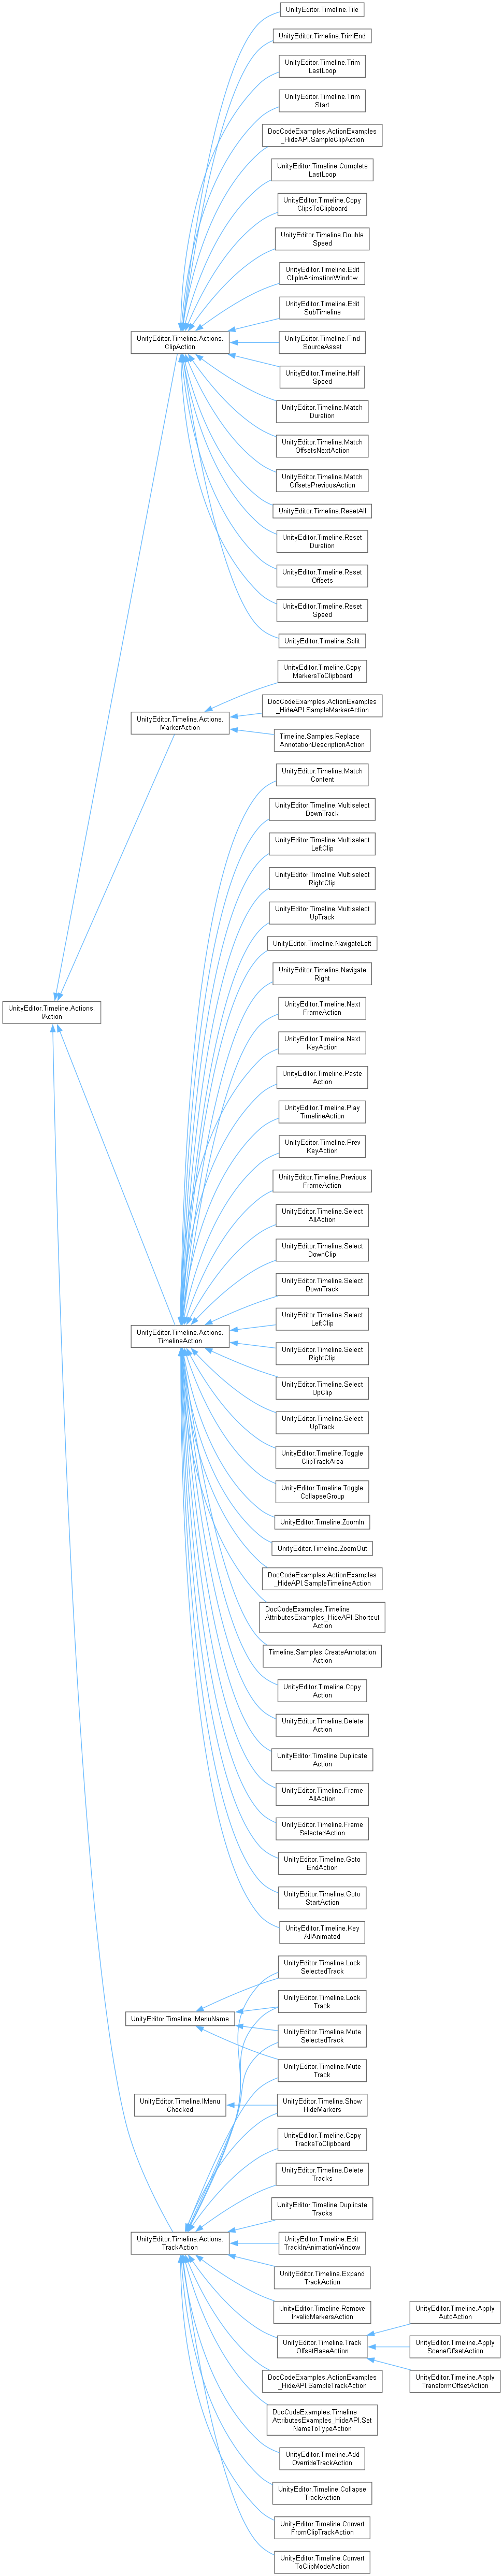 UnityEditor.Timeline.Tile
UnityEditor.Timeline.TrimEnd
UnityEditor.Timeline.Trim
LastLoop
UnityEditor.Timeline.Trim
Start
DocCodeExamples.ActionExamples
_HideAPI.SampleClipAction
UnityEditor.Timeline.Complete
LastLoop
UnityEditor.Timeline.Copy
ClipsToClipboard
UnityEditor.Timeline.Double
Speed
UnityEditor.Timeline.Edit
ClipInAnimationWindow
UnityEditor.Timeline.Edit
SubTimeline
UnityEditor.Timeline.Actions.
ClipAction
UnityEditor.Timeline.Find
SourceAsset
UnityEditor.Timeline.Half
Speed
UnityEditor.Timeline.Match
Duration
UnityEditor.Timeline.Match
OffsetsNextAction
UnityEditor.Timeline.Match
OffsetsPreviousAction
UnityEditor.Timeline.ResetAll
UnityEditor.Timeline.Reset
Duration
UnityEditor.Timeline.Reset
Offsets
UnityEditor.Timeline.Reset
Speed
UnityEditor.Timeline.Split
UnityEditor.Timeline.Copy
MarkersToClipboard
UnityEditor.Timeline.Actions.
MarkerAction
DocCodeExamples.ActionExamples
_HideAPI.SampleMarkerAction
Timeline.Samples.Replace
AnnotationDescriptionAction
UnityEditor.Timeline.Match
Content
UnityEditor.Timeline.Multiselect
DownTrack
UnityEditor.Timeline.Multiselect
LeftClip
UnityEditor.Timeline.Multiselect
RightClip
UnityEditor.Timeline.Multiselect
UpTrack
UnityEditor.Timeline.NavigateLeft
UnityEditor.Timeline.Navigate
Right
UnityEditor.Timeline.Actions.
IAction
UnityEditor.Timeline.Next
FrameAction
UnityEditor.Timeline.Next
KeyAction
UnityEditor.Timeline.Paste
Action
UnityEditor.Timeline.Play
TimelineAction
UnityEditor.Timeline.Prev
KeyAction
UnityEditor.Timeline.Previous
FrameAction
UnityEditor.Timeline.Select
AllAction
UnityEditor.Timeline.Select
DownClip
UnityEditor.Timeline.Select
DownTrack
UnityEditor.Timeline.Select
LeftClip
UnityEditor.Timeline.Actions.
TimelineAction
UnityEditor.Timeline.Select
RightClip
UnityEditor.Timeline.Select
UpClip
UnityEditor.Timeline.Select
UpTrack
UnityEditor.Timeline.Toggle
ClipTrackArea
UnityEditor.Timeline.Toggle
CollapseGroup
UnityEditor.Timeline.ZoomIn
UnityEditor.Timeline.ZoomOut
DocCodeExamples.ActionExamples
_HideAPI.SampleTimelineAction
DocCodeExamples.Timeline
AttributesExamples_HideAPI.Shortcut
Action
Timeline.Samples.CreateAnnotation
Action
UnityEditor.Timeline.Copy
Action
UnityEditor.Timeline.Delete
Action
UnityEditor.Timeline.Duplicate
Action
UnityEditor.Timeline.Frame
AllAction
UnityEditor.Timeline.Frame
SelectedAction
UnityEditor.Timeline.Goto
EndAction
UnityEditor.Timeline.Goto
StartAction
UnityEditor.Timeline.Key
AllAnimated
UnityEditor.Timeline.Lock
SelectedTrack
UnityEditor.Timeline.Lock
Track
UnityEditor.Timeline.IMenuName
UnityEditor.Timeline.Mute
SelectedTrack
UnityEditor.Timeline.Mute
Track
UnityEditor.Timeline.IMenu
Checked
UnityEditor.Timeline.Show
HideMarkers
UnityEditor.Timeline.Copy
TracksToClipboard
UnityEditor.Timeline.Delete
Tracks
UnityEditor.Timeline.Duplicate
Tracks
UnityEditor.Timeline.Actions.
TrackAction
UnityEditor.Timeline.Edit
TrackInAnimationWindow
UnityEditor.Timeline.Expand
TrackAction
UnityEditor.Timeline.Remove
InvalidMarkersAction
UnityEditor.Timeline.Apply
AutoAction
UnityEditor.Timeline.Track
OffsetBaseAction
UnityEditor.Timeline.Apply
SceneOffsetAction
DocCodeExamples.ActionExamples
_HideAPI.SampleTrackAction
UnityEditor.Timeline.Apply
TransformOffsetAction
DocCodeExamples.Timeline
AttributesExamples_HideAPI.Set
NameToTypeAction
UnityEditor.Timeline.Add
OverrideTrackAction
UnityEditor.Timeline.Collapse
TrackAction
UnityEditor.Timeline.Convert
FromClipTrackAction
UnityEditor.Timeline.Convert
ToClipModeAction